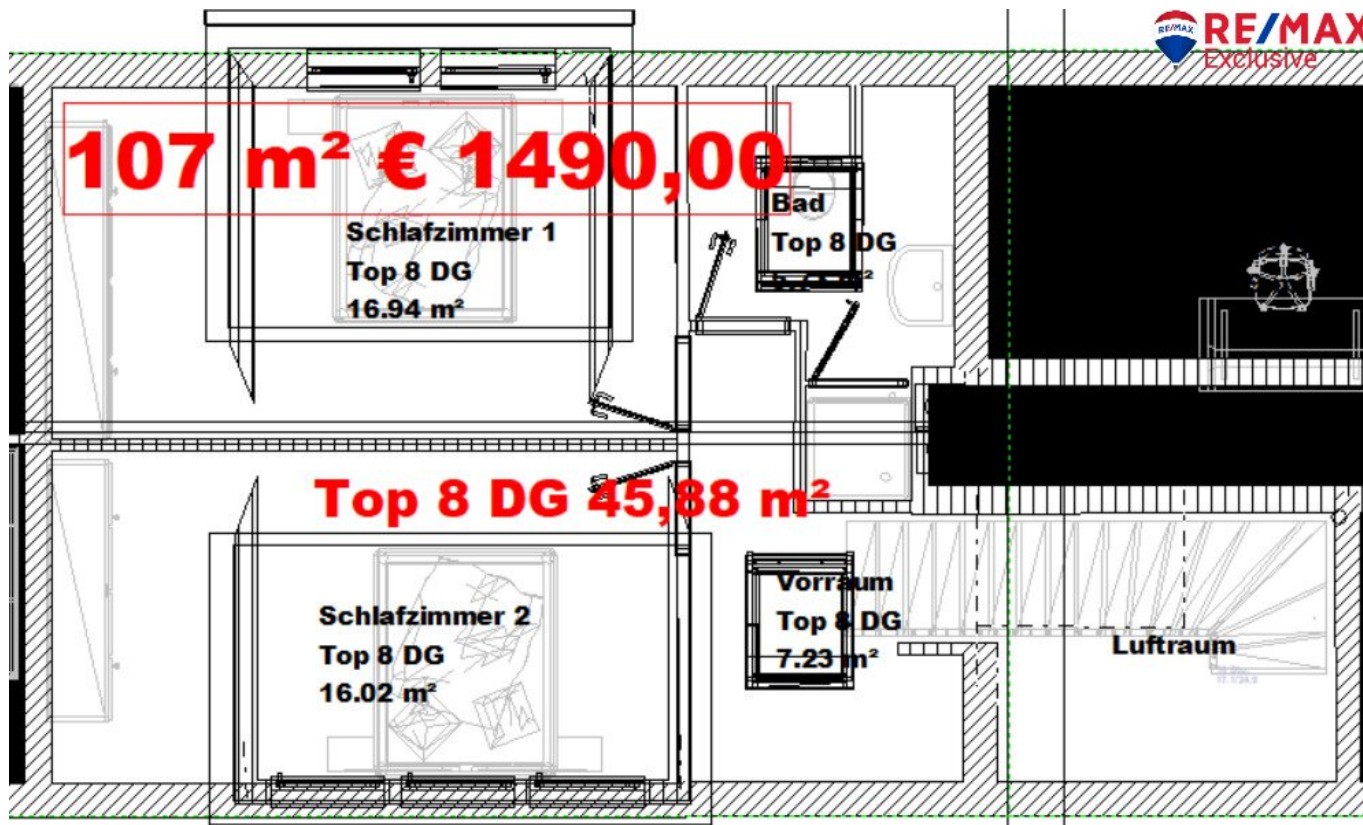 RE/MAX
RE/MAX
Exclusive
107 m² € 1490,00
Schlafzimmer 1
Top 8 DG
16.94 m²
Bad
Top 8 DG
Top 8 DG 45,88 m²
Schlafzimmer 2
Top 8 DG
16.02 m²
Vorraum
Top 8 DG
7.23 m²
Luftraum